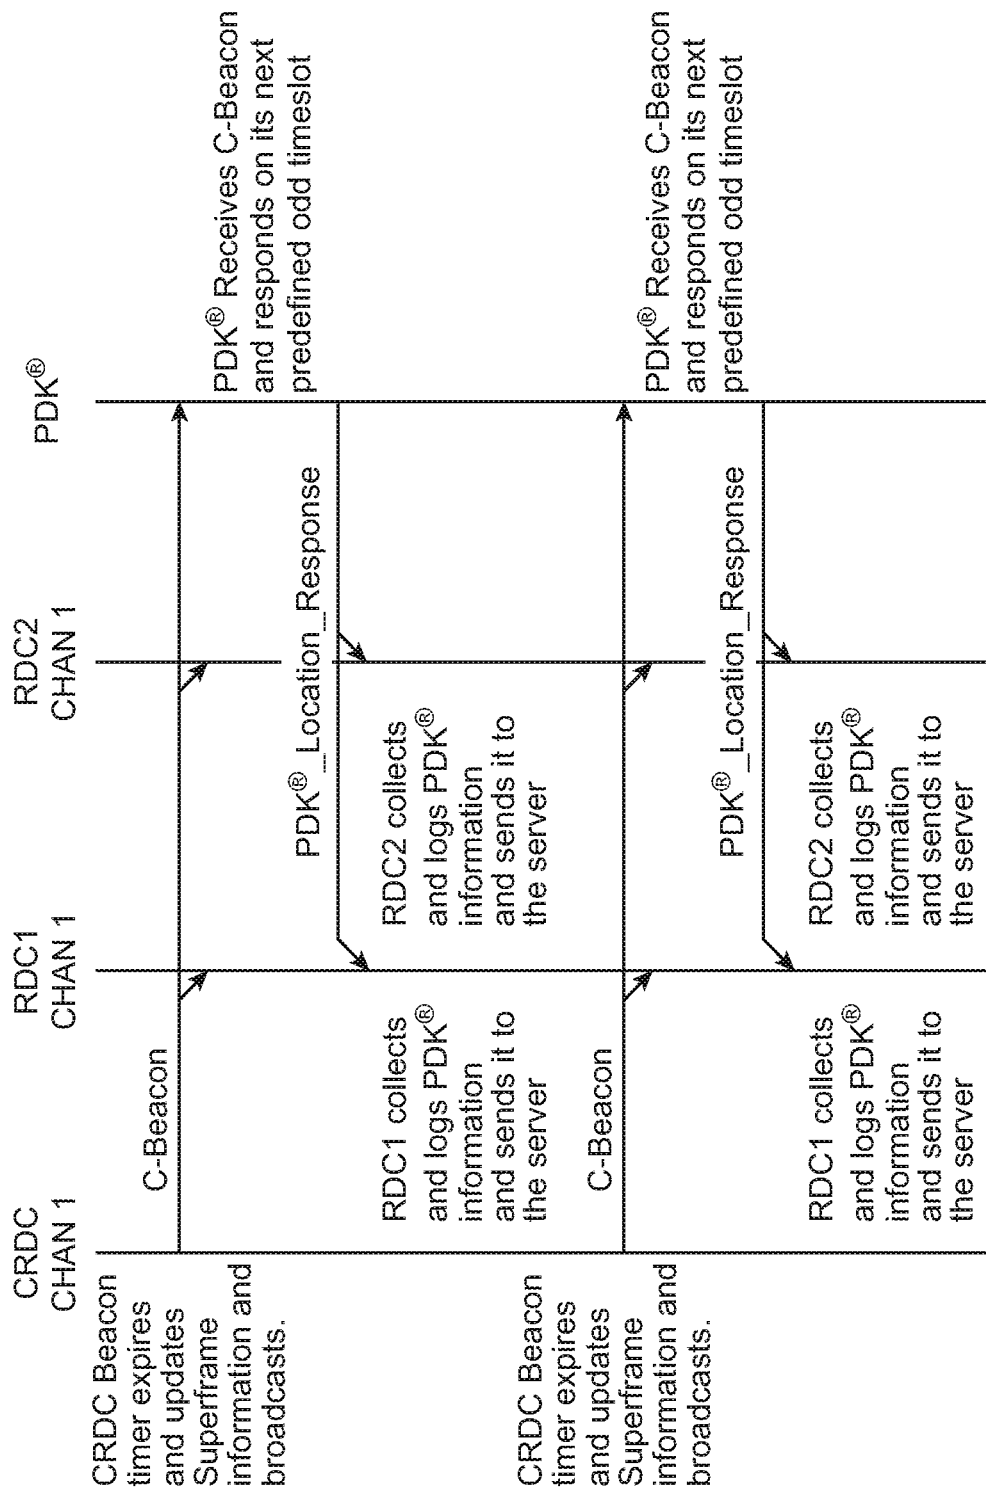 CRDC
CHAN 1
RDC1
CHAN 1
RDC2
CHAN 1
PDK®
CRDC Beacon
timer expires
and updates
Superframe
information and
broadcasts.
C-Beacon
PDK® Receives C-Beacon
and responds on its next
predefined odd timeslot
PDK®_Location_Response
RDC1 collects
and logs PDK®
information
and sends it to
the server
RDC2 collects
and logs PDK®
information
and sends it to
the server
CRDC Beacon
timer expires
and updates
Superframe
information and
broadcasts.
C-Beacon
PDK® Receives C-Beacon
and responds on its next
predefined odd timeslot
PDK®_Location_Response
RDC1 collects
and logs PDK®
information
and sends it to
the server
RDC2 collects
and logs PDK®
information
and sends it to
the server